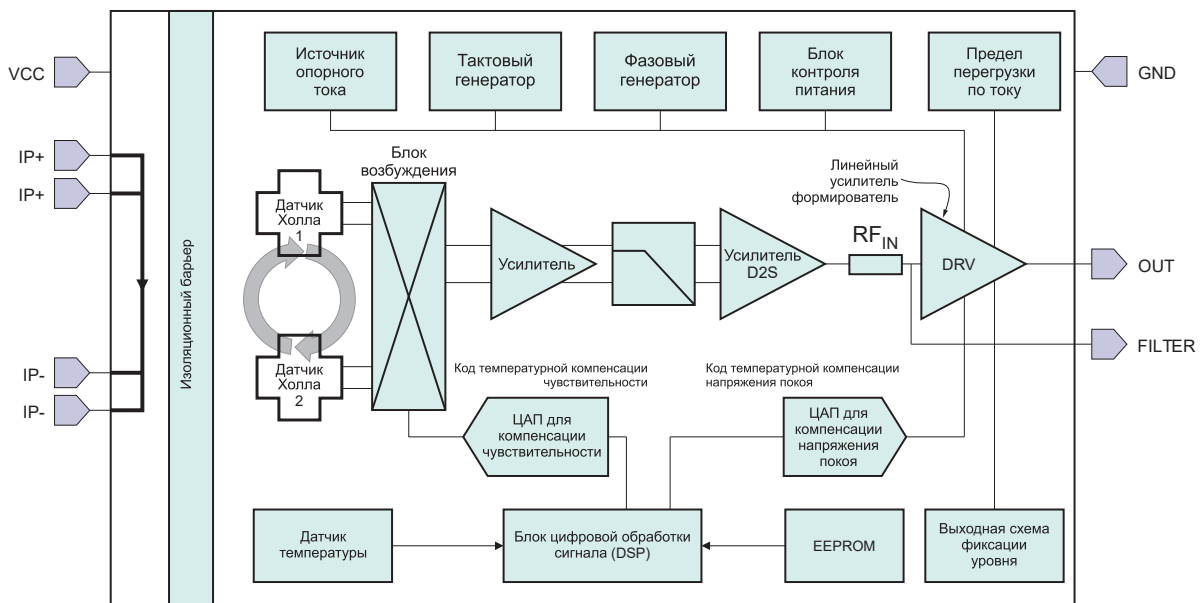 Источник
опорного
тока
Тактовый
генератор
Фазовый
генератор
Блок
контроля
питания
Предел
перегрузки
по току
VCC
GND
IP+
IP+
IP-
IP-
Изоляционный барьер
Блок
возбуждения
Датчик
Холла
1
Датчик
Холла
2
Усилитель
Усилитель
D2S
RF IN
Линейный
усилитель
формирователь
DRV
OUT
FILTER
Код температурной компенсации
чувствительности
Код температурной компенсации
напряжения покоя
ЦАП для
компенсации
чувствительности
ЦАП для
компенсации
напряжения
покоя
Датчик
температуры
Блок цифровой обработки
сигнала (DSP)
EEPROM
Выходная схема
фиксации
уровня